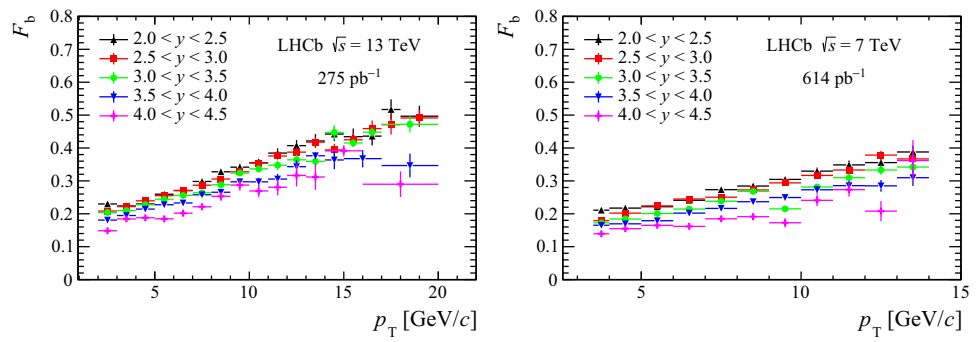 F_b
0.8
0.6
0.5
0.4
0.3
0.2
0.1
0
2.0 < y < 2.5
2.5 < y < 3.0
3.0 < y < 3.5
3.5 < y < 4.0
4.0 < y < 4.5
LHCb √s = 13 TeV
275 pb⁻¹
5 10 15 20
p_T [GeV/c]
F_b
0.8
0.6
0.5
0.4
0.3
0.2
0.1
0
2.0 < y < 2.5
2.5 < y < 3.0
3.0 < y < 3.5
3.5 < y < 4.0
4.0 < y < 4.5
LHCb √s = 7 TeV
614 pb⁻¹
5 10 15
p_T [GeV/c]